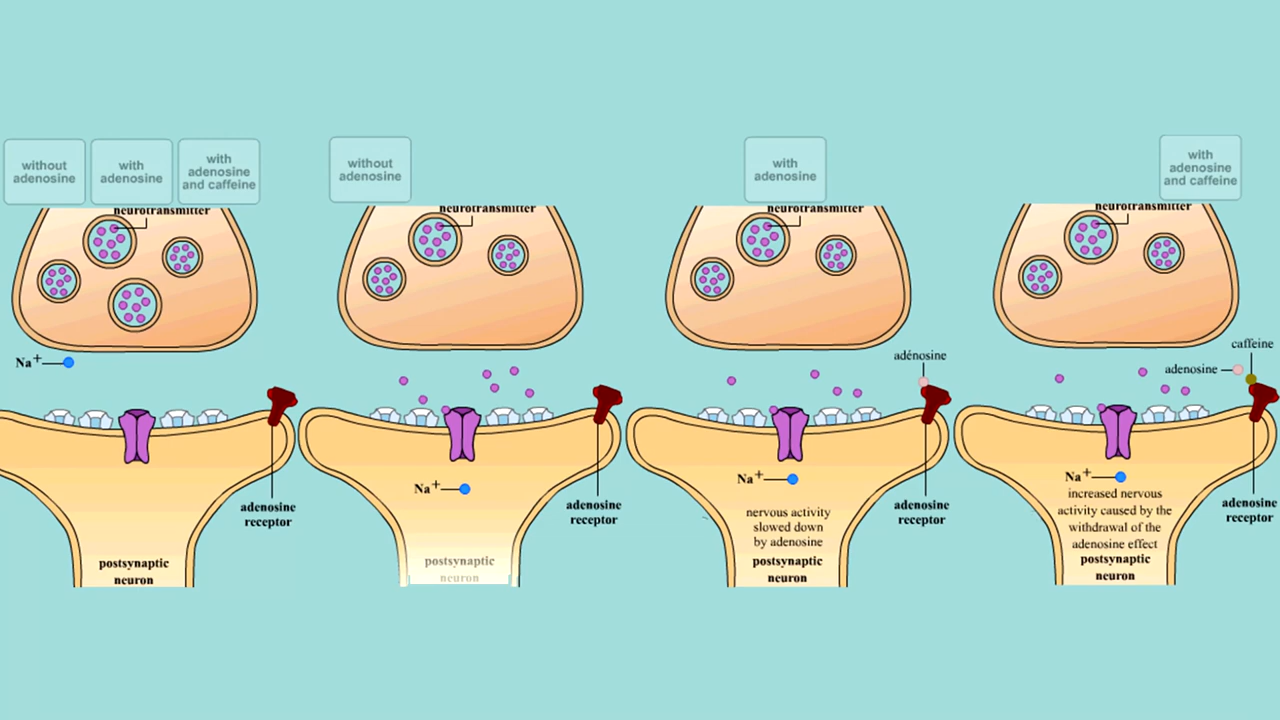 without
adenosine
with
adenosine
with
adenosine
and caffeine
neurotransmitter
Na+
adenosine
receptor
postsynaptic
neuron
without
adenosine
neurotransmitter
Na+
adenosine
receptor
postsynaptic
neuron
with
adenosine
neurotransmitter
adénosine
Na+
adenosine
receptor
nervous activity
slowed down
by adenosine
postsynaptic
neuron
with
adenosine
and caffeine
neurotransmitter
caffeine
adenosine
Na+
increased nervous
activity caused by the
withdrawal of the
adenosine effect
adenosine
receptor
postsynaptic
neuron